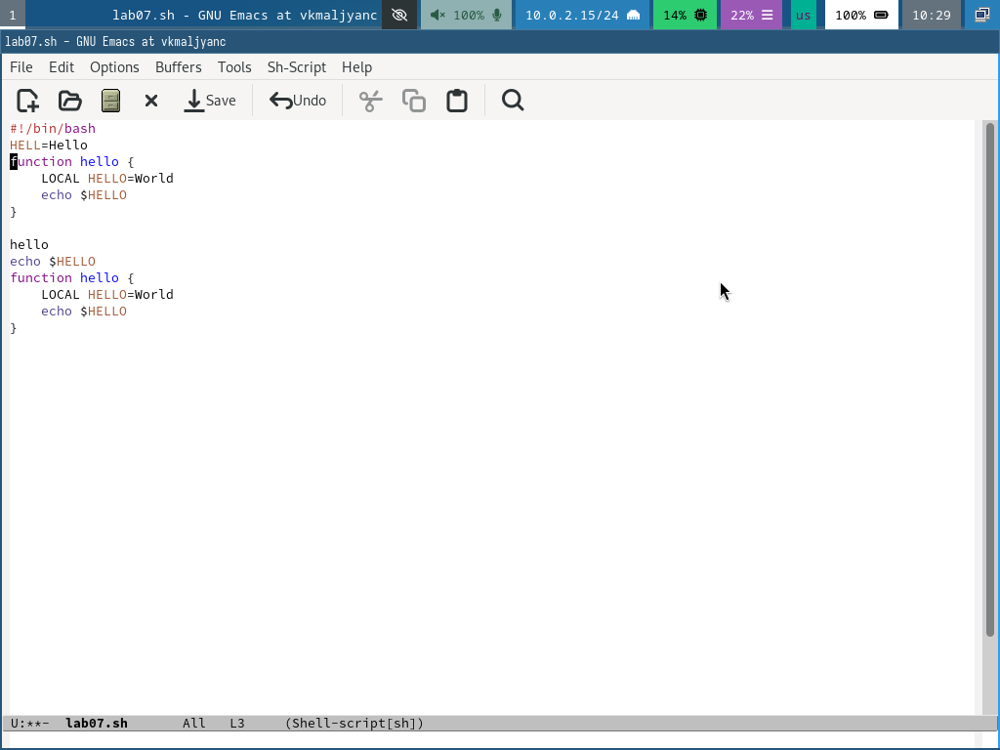 1 lab07.sh - GNU Emacs at vkmaljyanc 100% 10.0.2.15/24 14% 22% us 100% 10:29
lab07.sh - GNU Emacs at vkmaljyanc
File Edit Options Buffers Tools Sh-Script Help
Save Undo
#!/bin/bash
HELL=Hello
function hello {
    LOCAL HELLO=World
    echo $HELLO
}
hello
echo $HELLO
function hello {
    LOCAL HELLO=World
    echo $HELLO
}
U:**-  lab07.sh       All   L3     (Shell-script[sh])